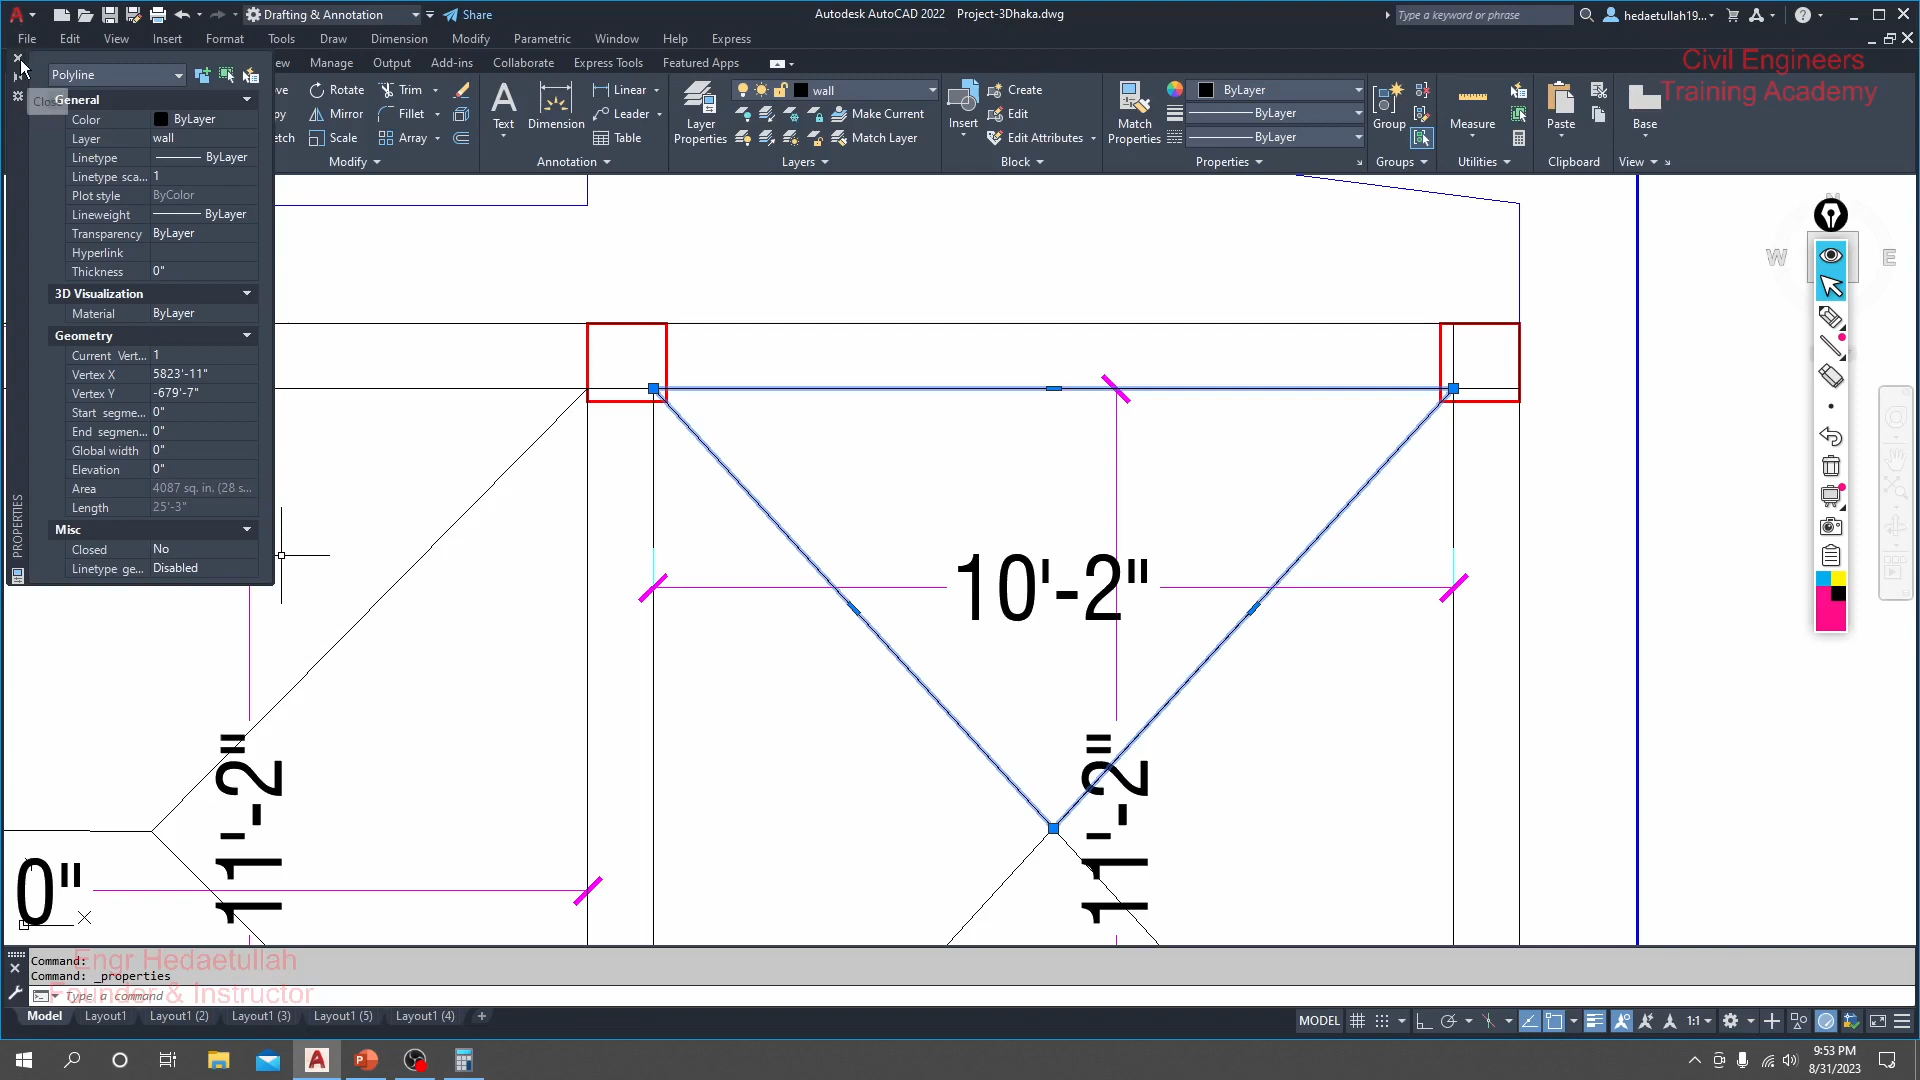 Drafting & Annotation
Share
Autodesk AutoCAD 2022 Project-3Dhaka.dwg
Type a keyword or phrase
hedaetullah19...
File Edit View Insert Format Tools Draw Dimension Modify Parametric Window Help Express
Civil Engineers
Training Academy
Manage Output Add-ins Collaborate Express Tools Featured Apps
Rotate Trim
Mirror Fillet
Scale Array
Modify
Text Dimension
Linear
Leader
Table
Annotation
Layer
Properties
wall
Make Current
Match Layer
Layers
Insert
Create
Edit
Edit Attributes
Block
Match
Properties
ByLayer
ByLayer
ByLayer
Properties
Group
Groups
Measure
Utilities
Paste
Clipboard
Base
View
Polyline
General
Color ByLayer
Layer wall
Linetype ByLayer
Linetype sca... 1
Plot style ByColor
Lineweight ByLayer
Transparency ByLayer
Hyperlink
Thickness 0"
3D Visualization
Material ByLayer
Geometry
Current Vert... 1
Vertex X 5823'-11"
Vertex Y -679'-7"
Start segme... 0"
End segmen... 0"
Global width 0"
Elevation 0"
Area 4087 sq. in. (28 s...
Length 25'-3"
Misc
Closed No
Linetype ge... Disabled
PROPERTIES
W E
10'-2"
11'-2"
11'-2"
0"
Command:
Command: _properties
Type a command
Engr Hedaetullah
Founder & Instructor
Model Layout1 Layout1 (2) Layout1 (3) Layout1 (5) Layout1 (4) +
MODEL 1:1
9:53 PM
8/31/2023